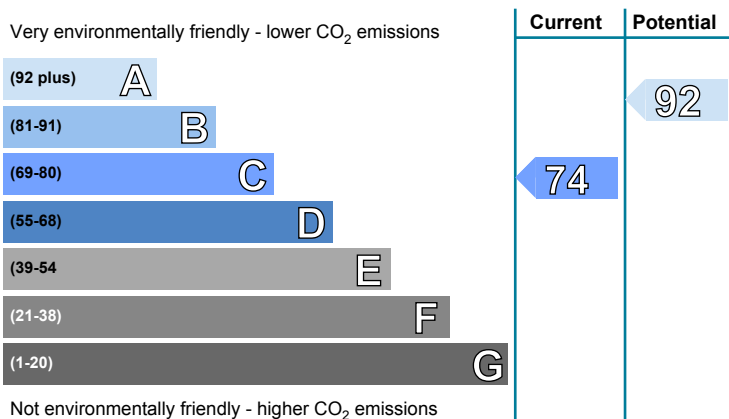 Current Potential
Very environmentally friendly - lower CO₂ emissions
(92 plus) A
92
(81-91) B
(69-80) C
74
(55-68) D
(39-54 E
(21-38) F
(1-20) G
Not environmentally friendly - higher CO₂ emissions